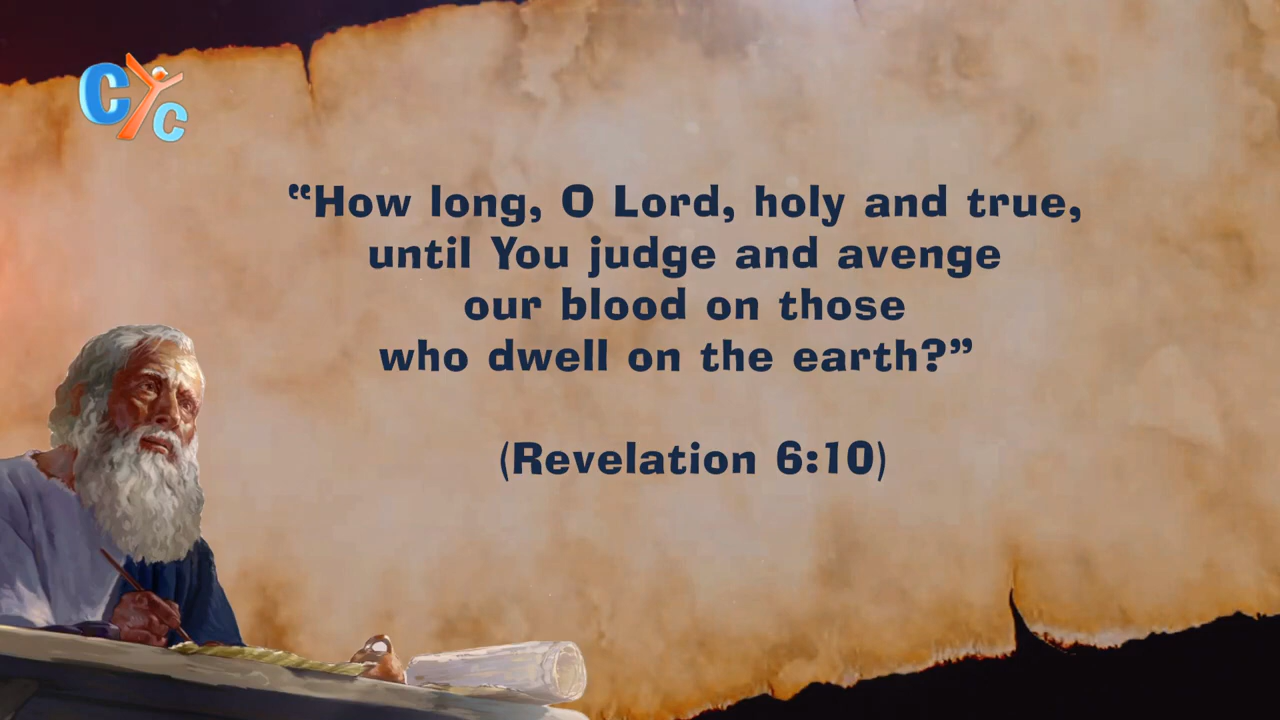 CYC
“How long, O Lord, holy and true,
until You judge and avenge
our blood on those
who dwell on the earth?”
(Revelation 6:10)